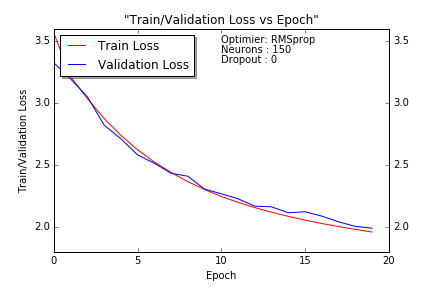 "Train/Validation Loss vs Epoch"
Train Loss
Validation Loss
Optimier: RMSprop
Neurons : 150
Dropout : 0
Train/Validation Loss
3.5
3.0
2.5
2.0
3.5
3.0
2.5
2.0
0
5
10
15
20
Epoch